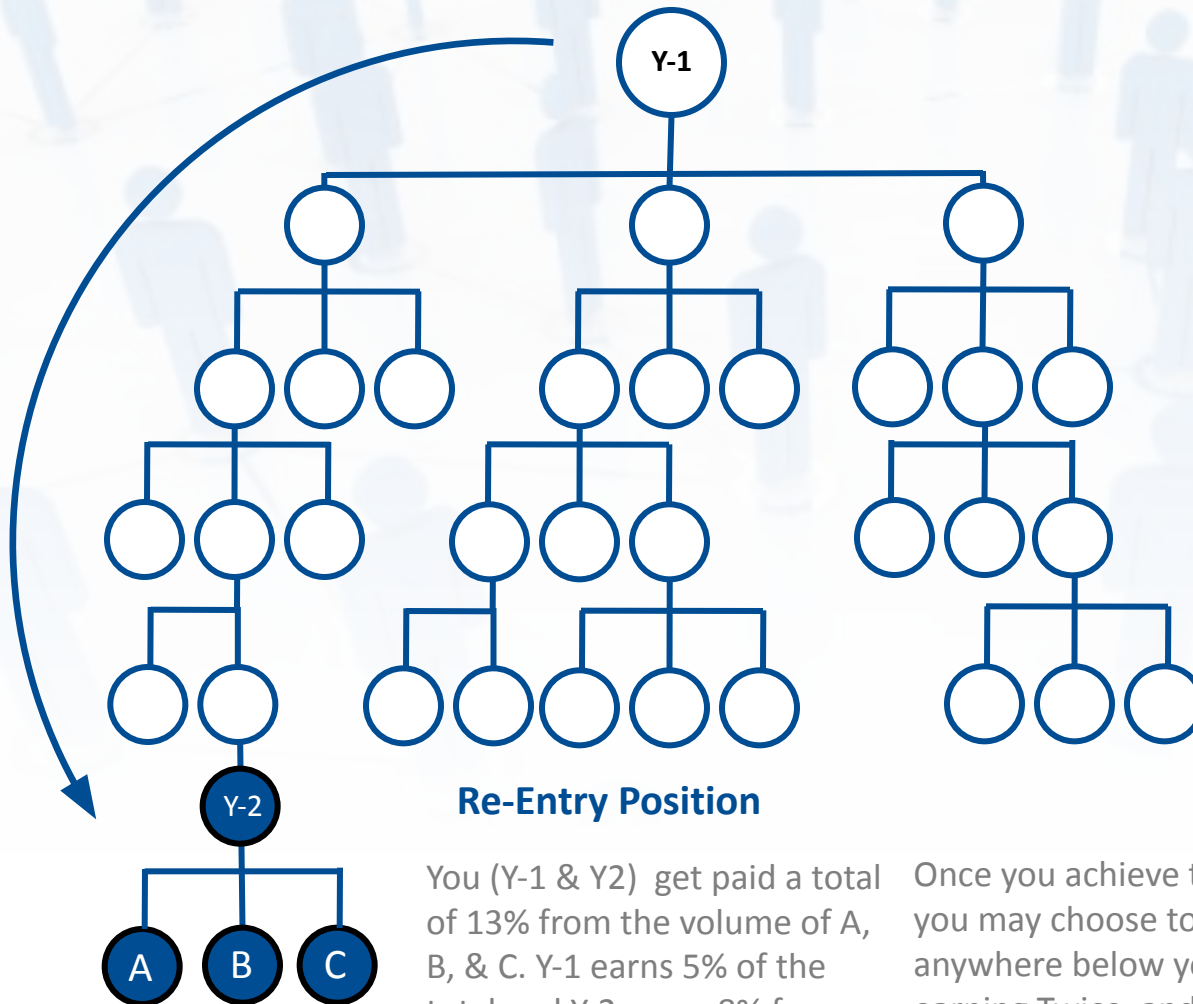 Y-1
Y-2
Re-Entry Position
A
B
C
You (Y-1 & Y2) get paid a total
of 13% from the volume of A,
B, & C. Y-1 earns 5% of the
Once you achieve
you may choose to
anywhere below